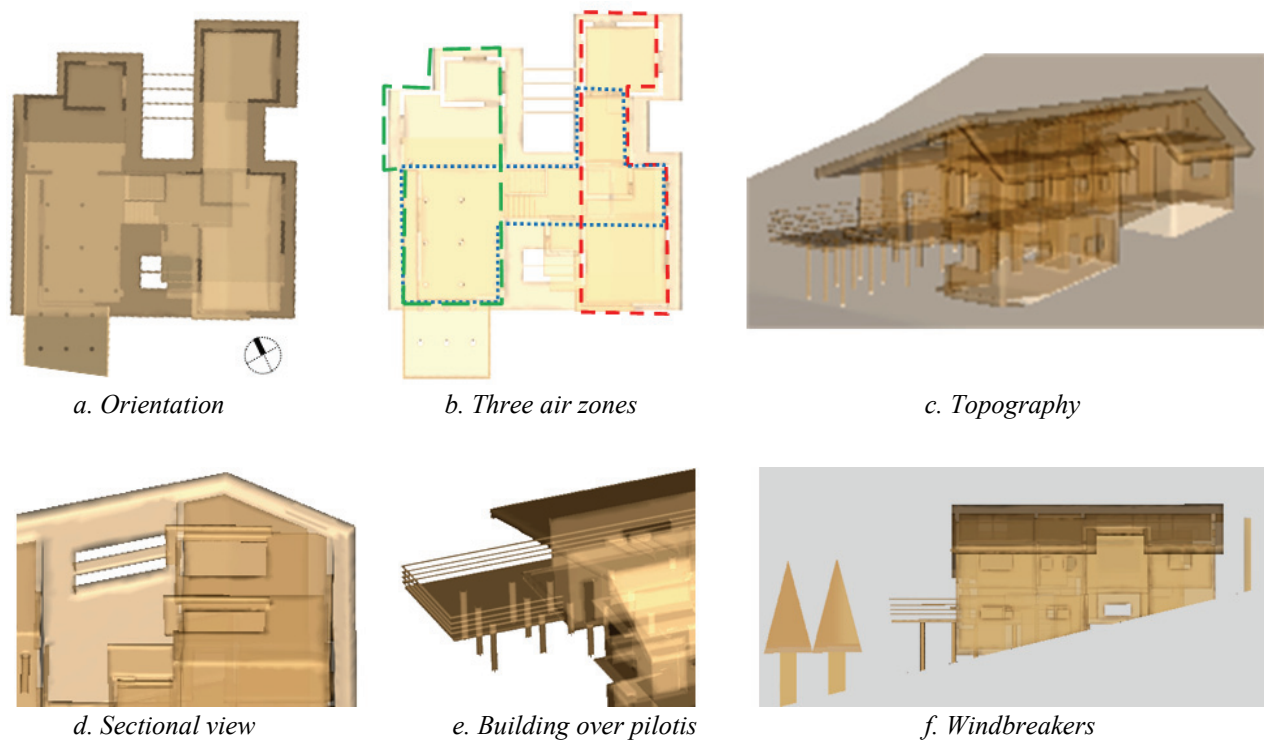 a. Orientation
b. Three air zones
c. Topography
d. Sectional view
e. Building over pilotis
f. Windbreakers